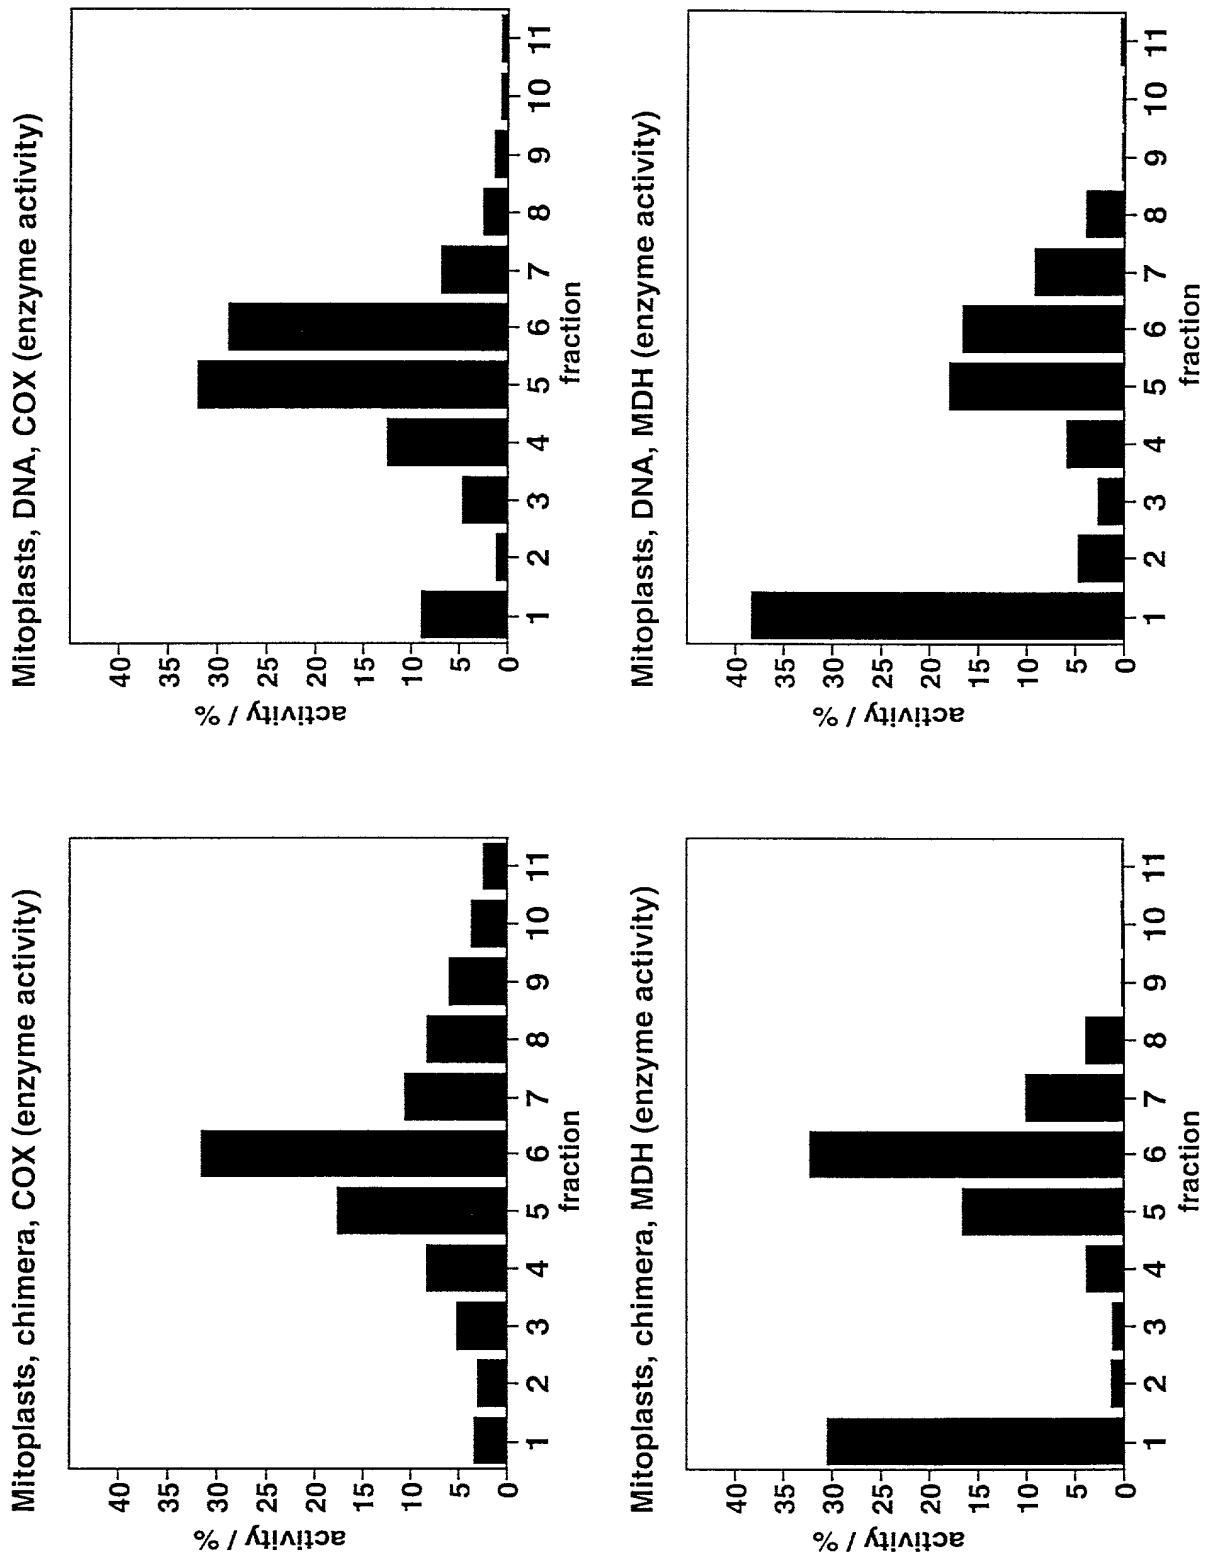 Mitoplasts, chimera, COX (enzyme activity)
activity / %
40
35
30
25
20
15
10
5
0
1 2 3 4 5 6 7 8 9 10 11
fraction
Mitoplasts, DNA, COX (enzyme activity)
activity / %
40
35
30
25
20
15
10
5
0
1 2 3 4 5 6 7 8 9 10 11
fraction
Mitoplasts, chimera, MDH (enzyme activity)
activity / %
40
35
30
25
20
15
10
5
0
1 2 3 4 5 6 7 8 9 10 11
fraction
Mitoplasts, DNA, MDH (enzyme activity)
activity / %
40
35
30
25
20
15
10
5
0
1 2 3 4 5 6 7 8 9 10 11
fraction